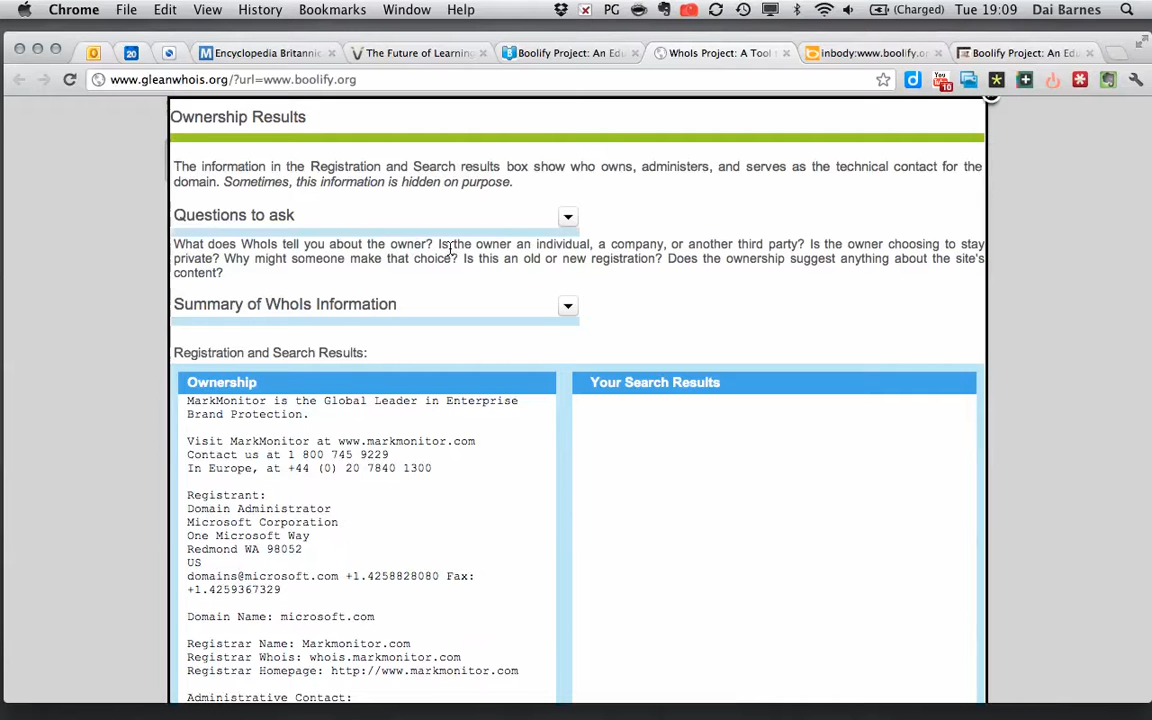 Chrome File Edit View History Bookmarks Window Help PG (Charged) Tue 19:09 Dai Barnes
20 Encyclopedia Britannic The Future of Learning Boolify Project: An Edu WhoIs Project: A Tool inbody:www.boolify.or Boolify Project: An Edu
www.gleanwhois.org/?url=www.boolify.org You 10
Ownership Results
The information in the Registration and Search results box show who owns, administers, and serves as the technical contact for the
domain. Sometimes, this information is hidden on purpose.
Questions to ask
What does WhoIs tell you about the owner? Is the owner an individual, a company, or another third party? Is the owner choosing to stay
private? Why might someone make that choice? Is this an old or new registration? Does the ownership suggest anything about the site's
content?
Summary of WhoIs Information
Registration and Search Results:
Ownership
MarkMonitor is the Global Leader in Enterprise
Brand Protection.
Visit MarkMonitor at www.markmonitor.com
Contact us at 1 800 745 9229
In Europe, at +44 (0) 20 7840 1300
Registrant:
Domain Administrator
Microsoft Corporation
One Microsoft Way
Redmond WA 98052
US
domains@microsoft.com +1.4258828080 Fax:
+1.4259367329
Domain Name: microsoft.com
Registrar Name: Markmonitor.com
Registrar Whois: whois.markmonitor.com
Registrar Homepage: http://www.markmonitor.com
Administrative Contact:
Your Search Results